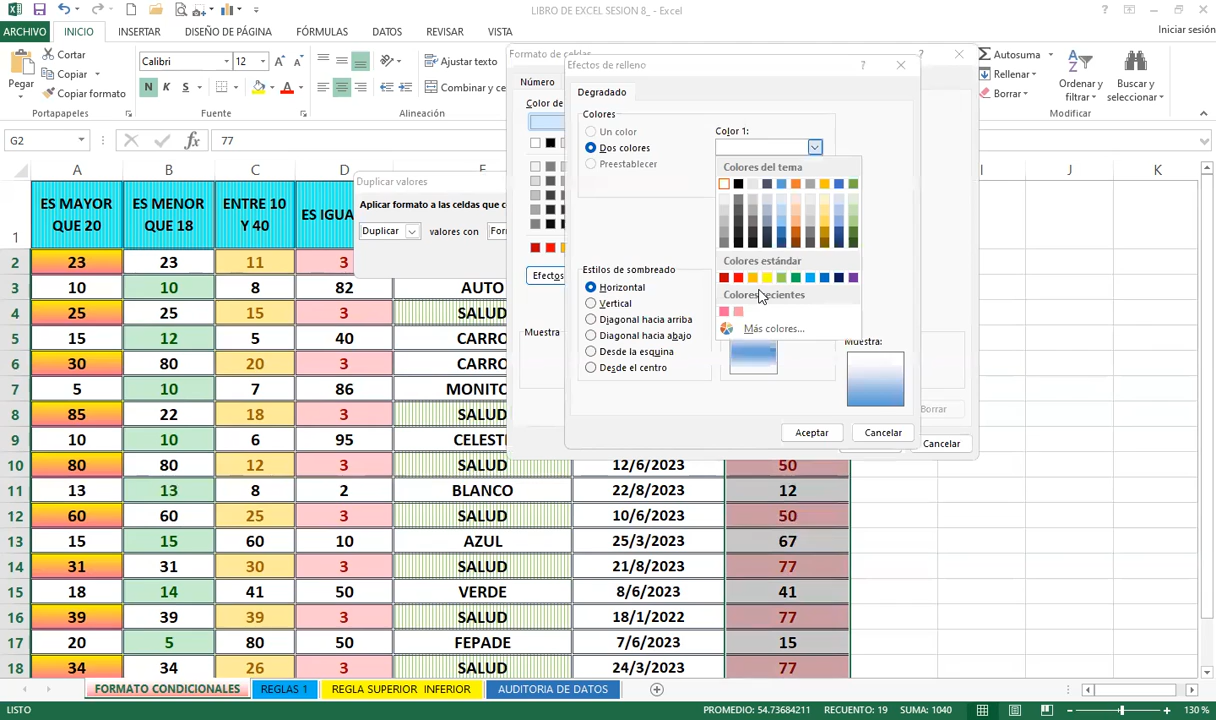 LIBRO DE EXCEL SESION 8_ - Excel
ARCHIVO INICIO INSERTAR DISEÑO DE PÁGINA FÓRMULAS DATOS REVISAR VISTA Iniciar sesión
Pegar
Cortar
Copiar
Copiar formato
Portapapeles
Calibri 12
N K S
Fuente
Ajustar texto
Combinar y ce
Alineación
Autosuma
Rellenar
Borrar
Ordenar y filtrar
Buscar y seleccionar
Modificar
G2 77
Formato de celdas
Número
Color de
Efectos
Muestra
Borrar
Cancelar
Efectos de relleno
Degradado
Colores
Un color
Dos colores
Preestablecer
Color 1:
Colores del tema
Colores estándar
Colores recientes
Más colores...
Estilos de sombreado
Horizontal
Vertical
Diagonal hacia arriba
Diagonal hacia abajo
Desde la esquina
Desde el centro
Muestra:
Aceptar Cancelar
Duplicar valores
Aplicar formato a las celdas que c
Duplicar valores con For
A B C D E I J K
1 ES MAYOR QUE 20 ES MENOR QUE 18 ENTRE 10 Y 40 ES IGUA
2 23 23 11 3
3 10 10 8 82 AUTO
4 25 25 15 3 SALUD
5 15 12 5 40 CARRO
6 30 80 20 3 CARRO
7 5 10 7 86 MONITO
8 85 22 18 3 SALUD
9 10 10 6 95 CELESTE
10 80 80 12 3 SALUD 12/6/2023 50
11 13 13 8 2 BLANCO 22/8/2023 12
12 60 60 25 3 SALUD 10/6/2023 50
13 15 15 60 10 AZUL 25/3/2023 67
14 31 31 30 3 SALUD 21/8/2023 77
15 18 14 41 50 VERDE 8/6/2023 41
16 39 39 39 3 SALUD 18/1/2022 77
17 20 5 80 50 FEPADE 7/6/2023 15
18 34 34 26 3 SALUD 24/3/2023 77
FORMATO CONDICIONALES REGLAS 1 REGLA SUPERIOR INFERIOR AUDITORIA DE DATOS
LISTO PROMEDIO: 54.73684211 RECUENTO: 19 SUMA: 1040 130 %